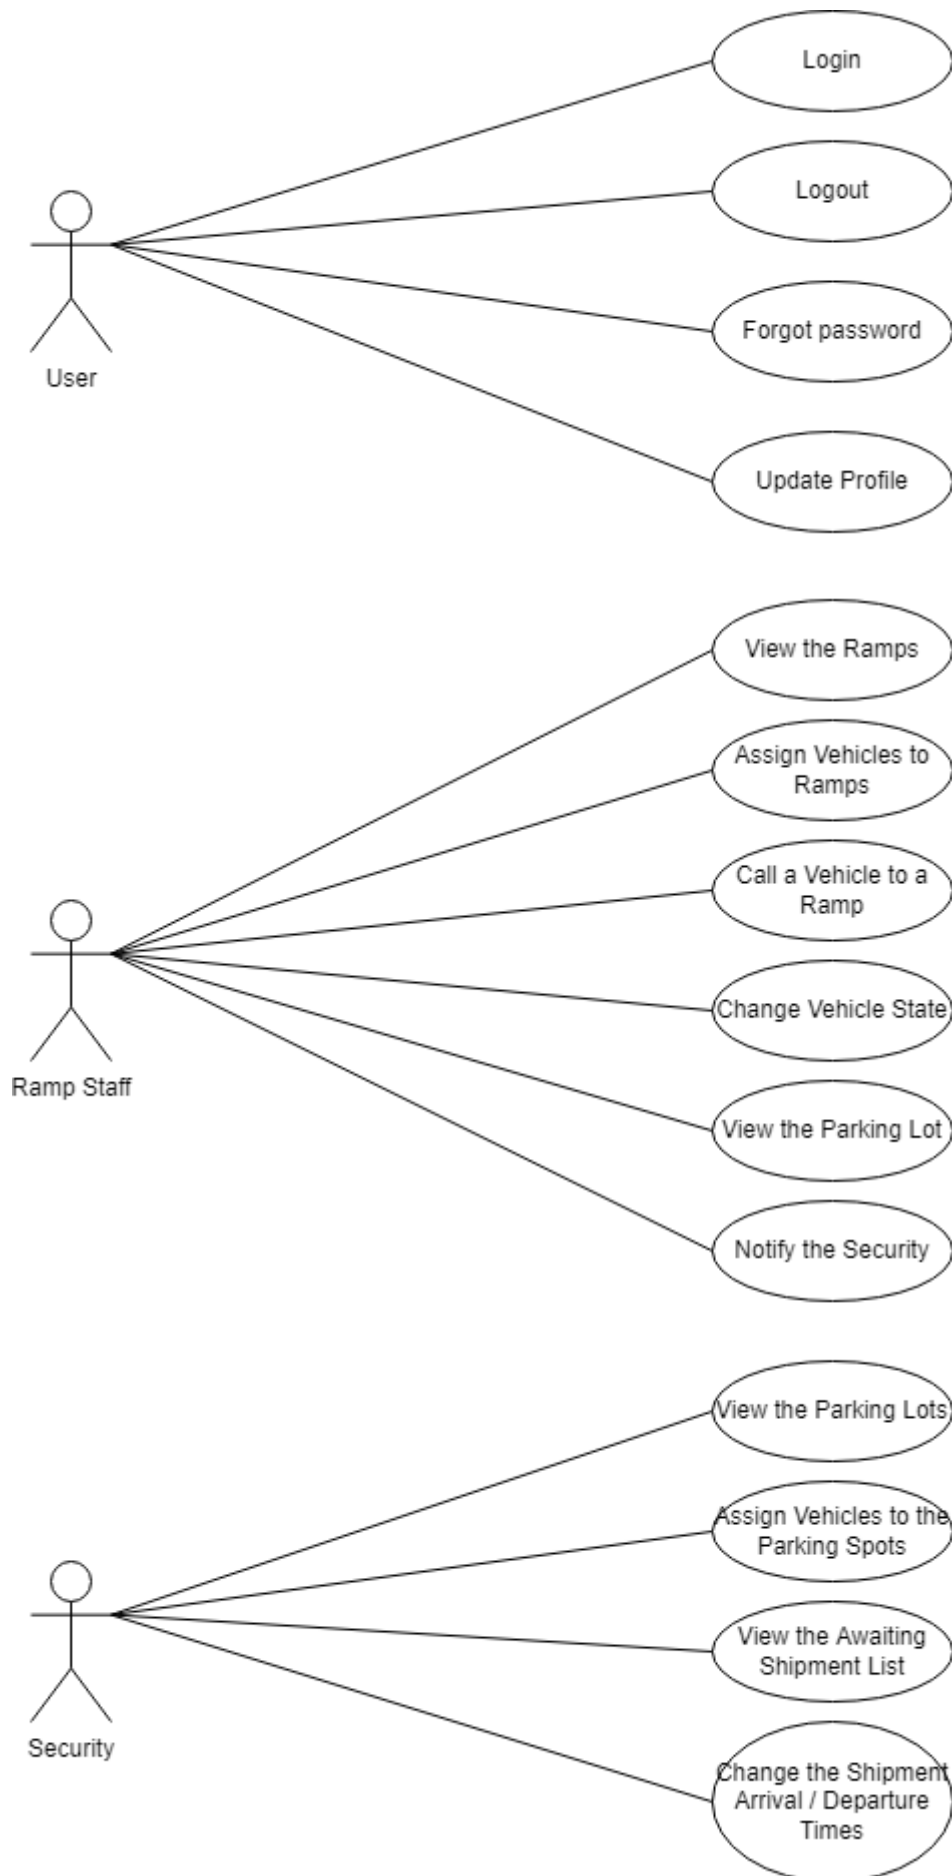 Login
Logout
Forgot password
User
Update Profile
View the Ramps
Assign Vehicles to
Ramps
Call a Vehicle to a
Ramp
Change Vehicle State
Ramp Staff
View the Parking Lot
Notify the Security
View the Parking Lots
Assign Vehicles to the
Parking Spots
View the Awaiting
Shipment List
Security
Change the Shipment
Arrival / Departure
Times